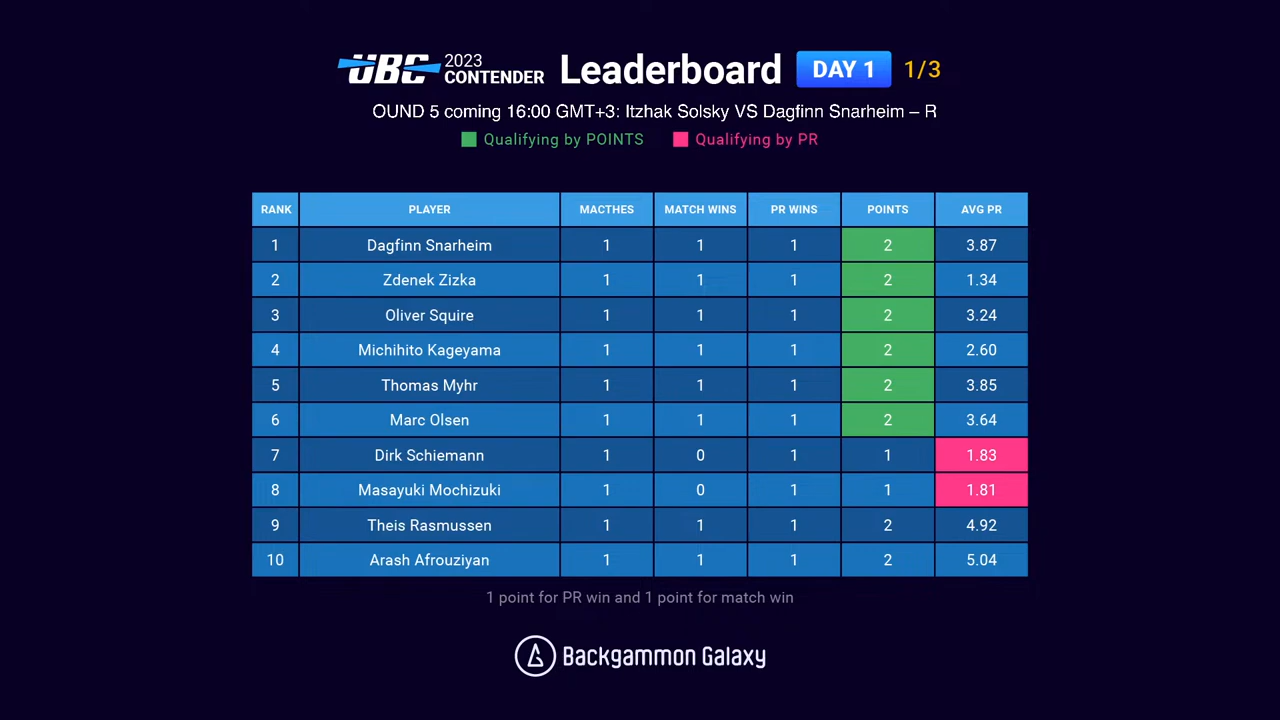 UBC 2023 CONTENDER Leaderboard DAY 1 1/3
OUND 5 coming 16:00 GMT+3: Itzhak Solsky VS Dagfinn Snarheim – R
Qualifying by POINTS Qualifying by PR
RANK PLAYER MACTHES MATCH WINS PR WINS POINTS AVG PR
1 Dagfinn Snarheim 1 1 1 2 3.87
2 Zdenek Zizka 1 1 1 2 1.34
3 Oliver Squire 1 1 1 2 3.24
4 Michihito Kageyama 1 1 1 2 2.60
5 Thomas Myhr 1 1 1 2 3.85
6 Marc Olsen 1 1 1 2 3.64
7 Dirk Schiemann 1 0 1 1 1.83
8 Masayuki Mochizuki 1 0 1 1 1.81
9 Theis Rasmussen 1 1 1 2 4.92
10 Arash Afrouziyan 1 1 1 2 5.04
1 point for PR win and 1 point for match win
Backgammon Galaxy